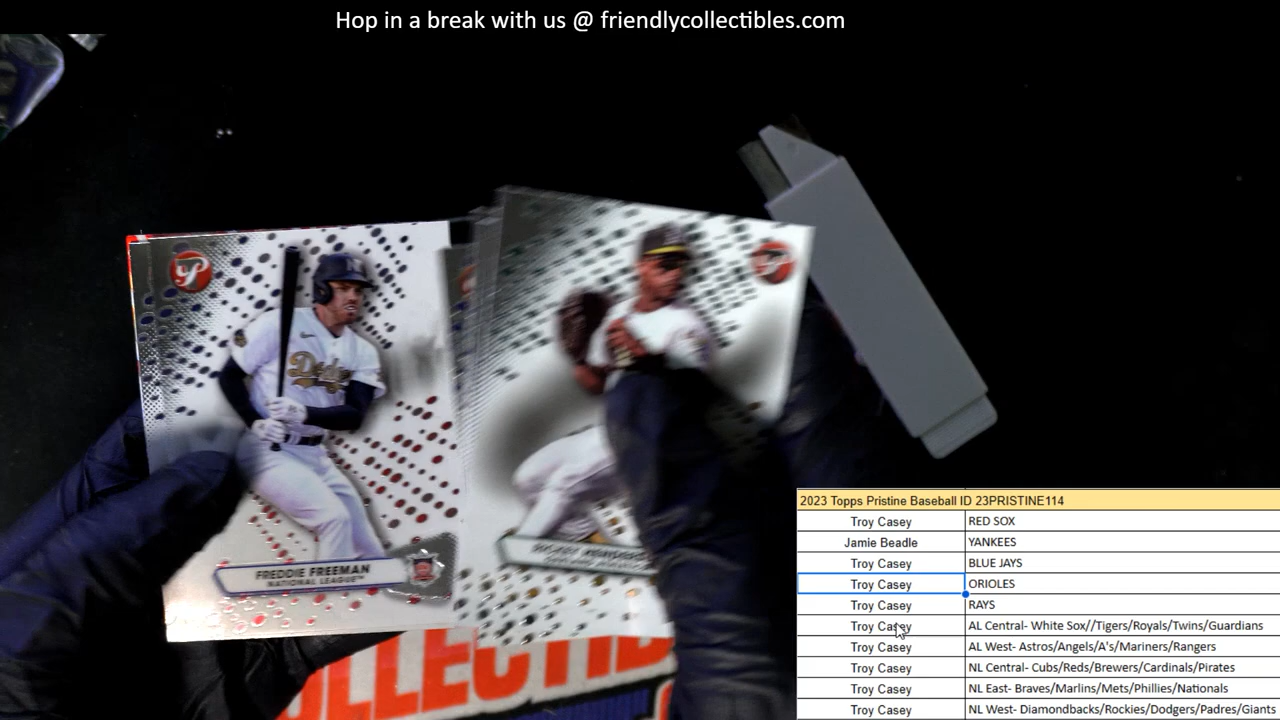 Hop in a break with us @ friendlycollectibles.com
Dodgers
FREDDIE FREEMAN
NATIONAL LEAGUE™
2023 Topps Pristine Baseball ID 23PRISTINE114
Troy Casey RED SOX
Jamie Beadle YANKEES
Troy Casey BLUE JAYS
Troy Casey ORIOLES
Troy Casey RAYS
Troy Casey AL Central- White Sox//Tigers/Royals/Twins/Guardians
Troy Casey AL West- Astros/Angels/A's/Mariners/Rangers
Troy Casey NL Central- Cubs/Reds/Brewers/Cardinals/Pirates
Troy Casey NL East- Braves/Marlins/Mets/Phillies/Nationals
Troy Casey NL West- Diamondbacks/Rockies/Dodgers/Padres/Giants